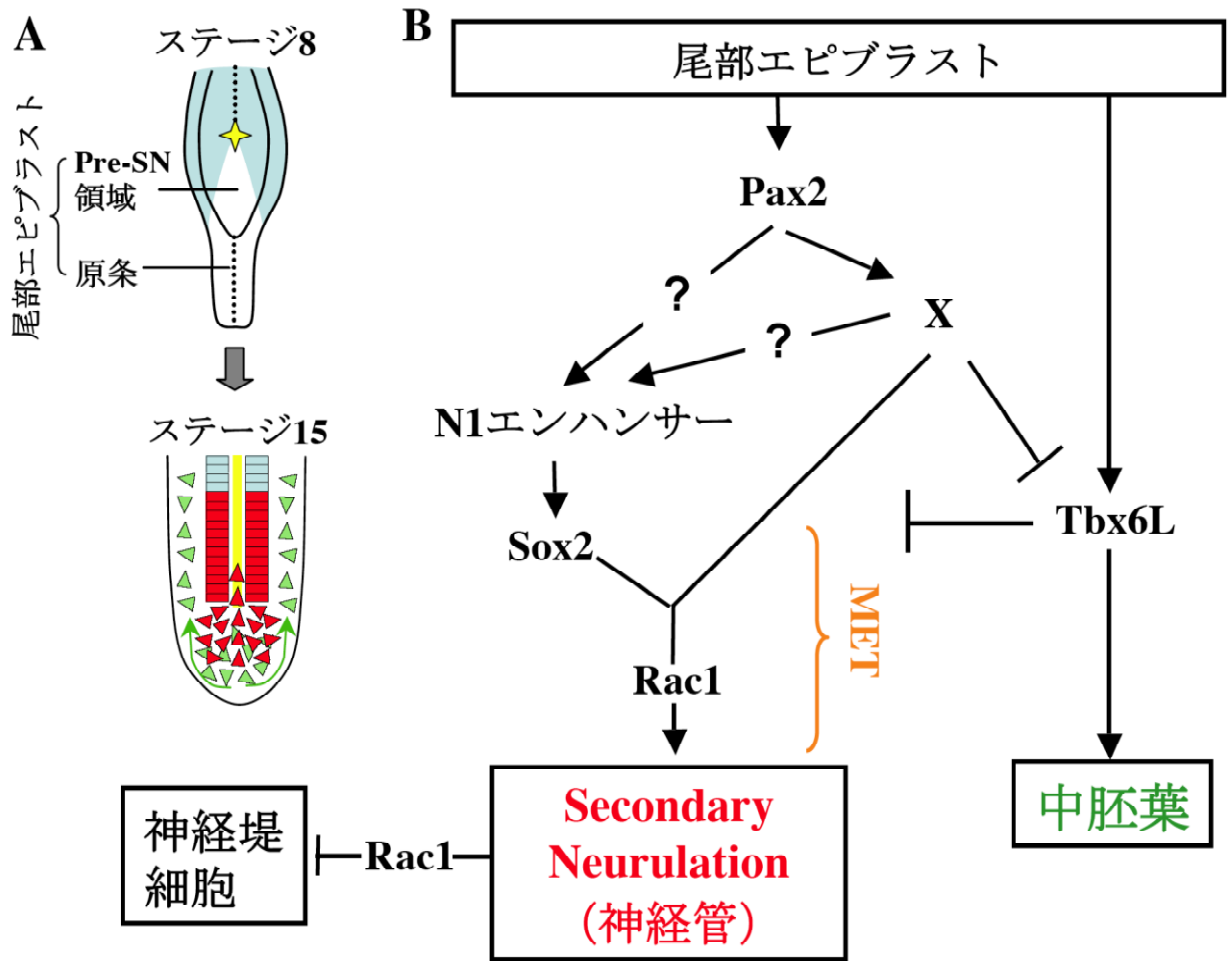 A
ステージ8
尾部エピブラスト
Pre-SN
領域
原条
ステージ15
B
尾部エピブラスト
Pax2
?
?
X
N1エンハンサー
Sox2
Tbx6L
MET
Rac1
神経堤
細胞
Rac1
Secondary
Neurulation
(神経管)
中胚葉